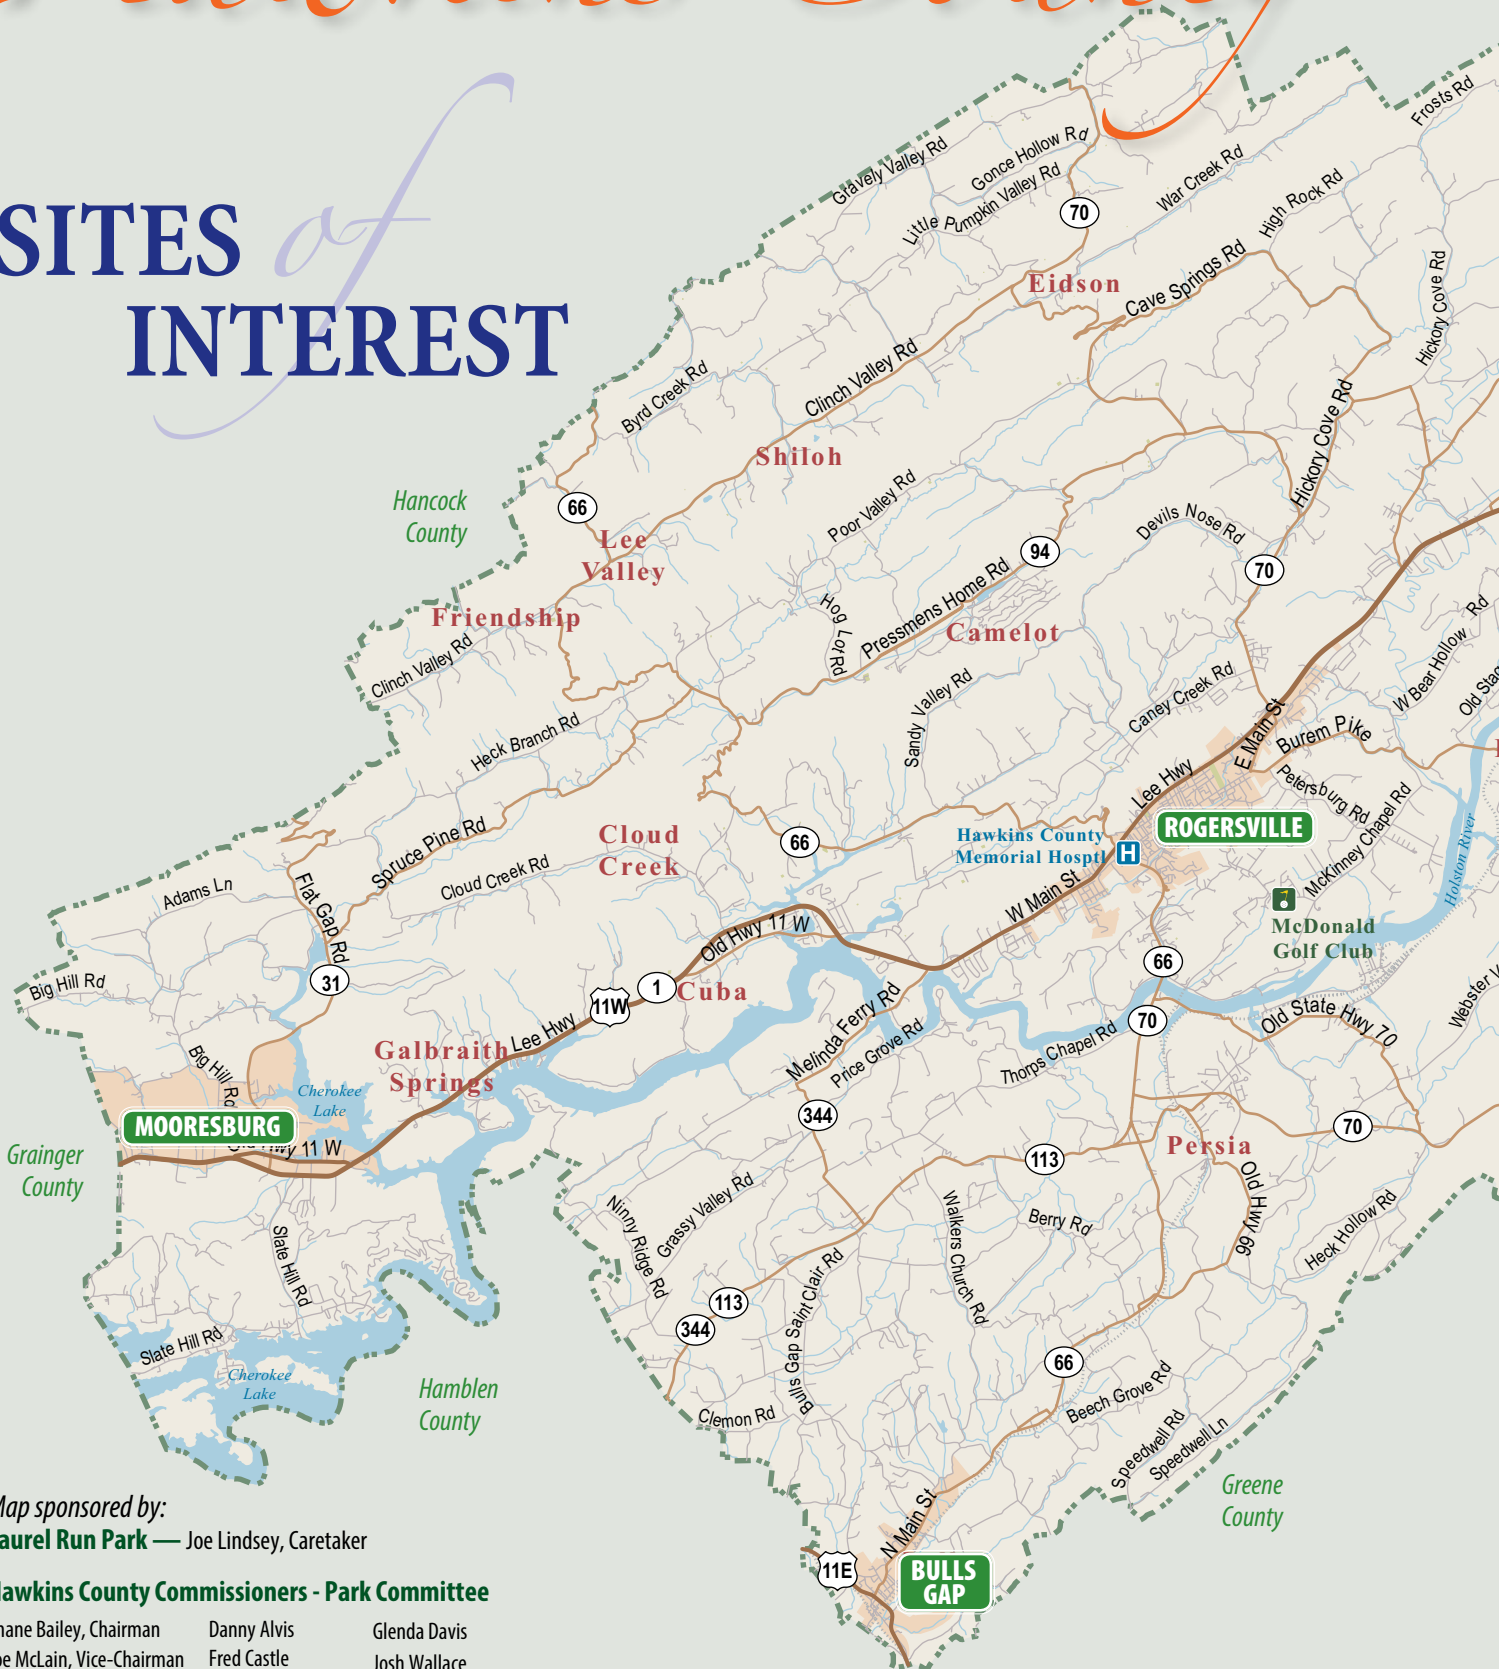 SITES of
INTEREST
Frosts Rd
Gravely Valley Rd
Gonce Hollow Rd
Little Pumpkin Valley Rd
War Creek Rd
High Rock Rd
70
Eidson
Cave Springs Rd
Hickory Cove Rd
Byrd Creek Rd
Clinch Valley Rd
Hickory Cove Rd
Shiloh
Hancock
County
66
Poor Valley Rd
Lee
Valley
Devils Nose Rd
94
70
Friendship
Hog Lot Rd
Pressmens Home Rd
Camelot
Clinch Valley Rd
W Bear Hollow Rd
Sandy Valley Rd
Caney Creek Rd
Heck Branch Rd
E Main St
Burem Pike
Lee Hwy
Petersburg Rd
McKinney Chapel Rd
Cloud
Creek
66
Hawkins County
Memorial Hosptl
H
ROGERSVILLE
Spruce Pine Rd
Cloud Creek Rd
Holston River
Adams Ln
Flat Gap Rd
W Main St
Old Hwy 11 W
McDonald
Golf Club
Big Hill Rd
31
1
Cuba
11W
66
70
Melinda Ferry Rd
Price Grove Rd
Thorps Chapel Rd
Old State Hwy 70
Galbraith
Springs
Lee Hwy
Big Hill Rd
Cherokee
Lake
344
MOORESBURG
Hwy 11 W
Grainger
County
113
Persia
70
Ninny Ridge Rd
Grassy Valley Rd
Walkers Church Rd
Berry Rd
Old Hwy 66
Heck Hollow Rd
Slate Hill Rd
Bulls Gap Saint Clair Rd
113
344
Slate Hill Rd
Cherokee
Lake
66
Hamblen
County
Clemon Rd
Beech Grove Rd
Speedwell Rd
Speedwell Ln
Greene
County
N Main St
11E
BULLS
GAP
Map sponsored by:
aurel Run Park — Joe Lindsey, Caretaker
Hawkins County Commissioners - Park Committee
hane Bailey, Chairman Danny Alvis Glenda Davis
oe McLain, Vice-Chairman Fred Castle Josh Wallace